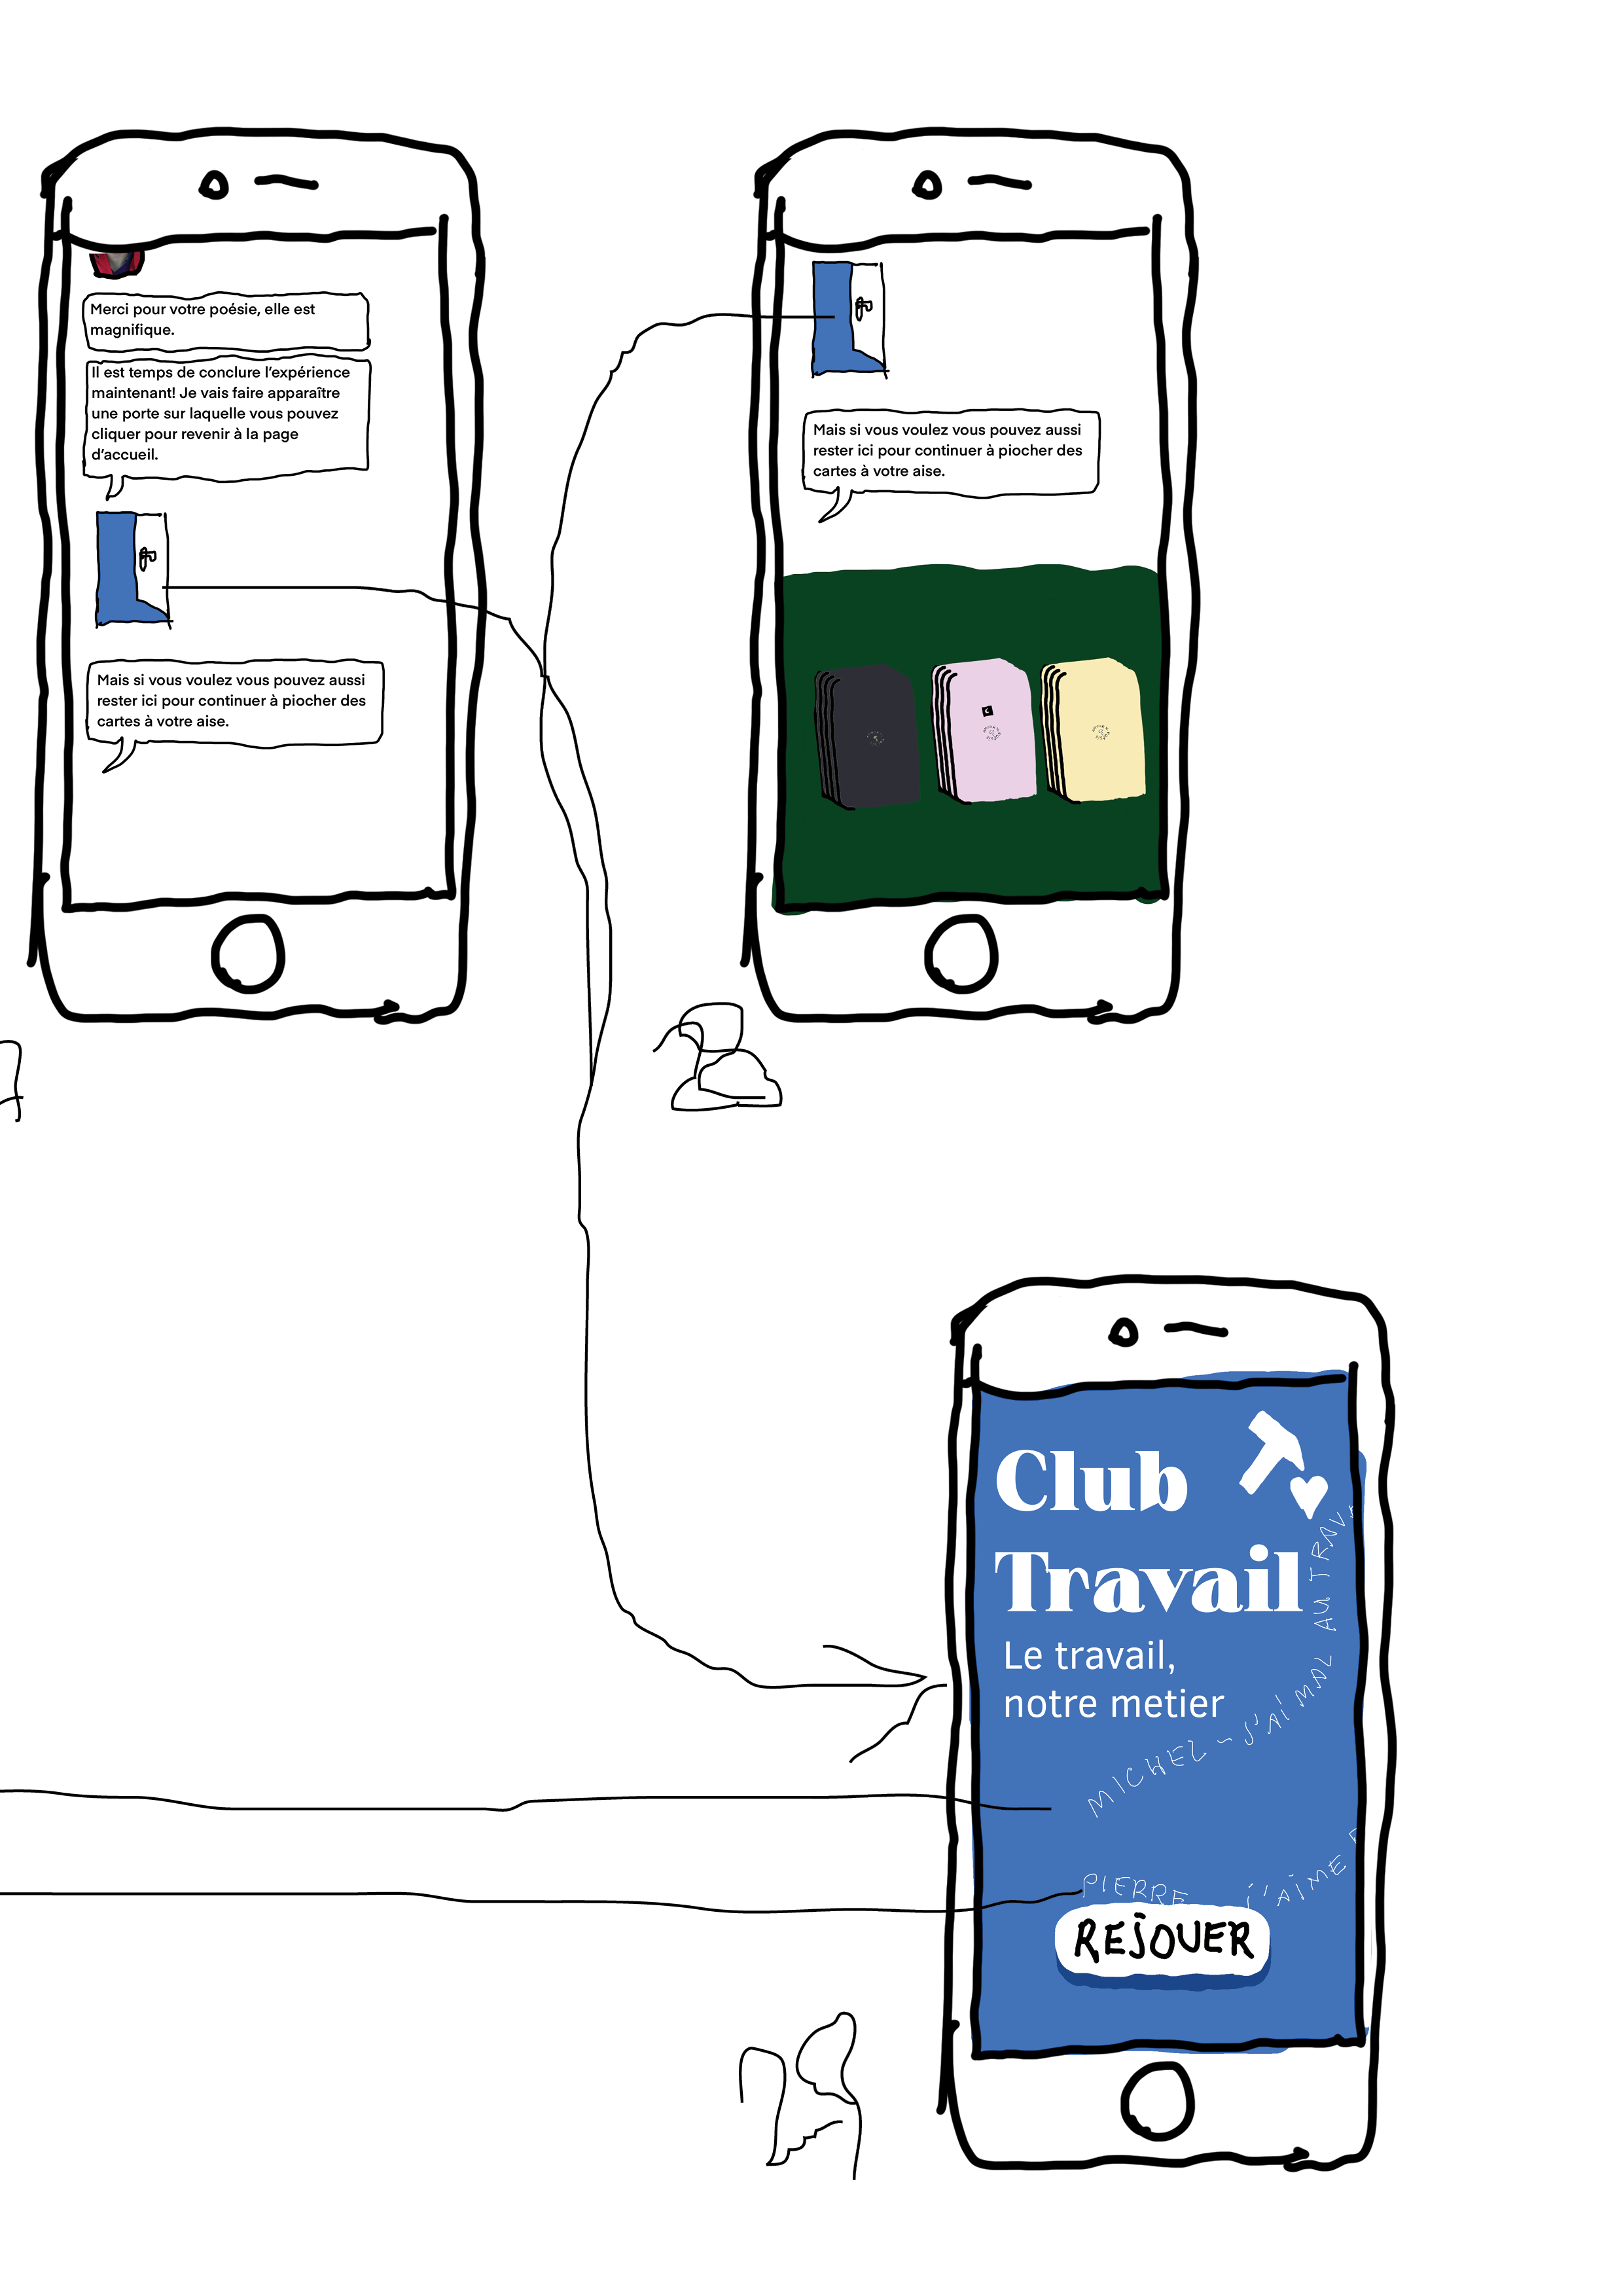 Merci pour votre poésie, elle est
magnifique.
Il est temps de conclure l'expérience
maintenant! Je vais faire apparaître
une porte sur laquelle vous pouvez
cliquer pour revenir à la page
d'accueil.
Mais si vous voulez vous pouvez aussi
rester ici pour continuer à piocher des
cartes à votre aise.
Mais si vous voulez vous pouvez aussi
rester ici pour continuer à piocher des
cartes à votre aise.
Club
Travail
Le travail,
notre metier
MICHEL - J'AI MAL AU TRAV
PIERRE J'AIME
REJOUER